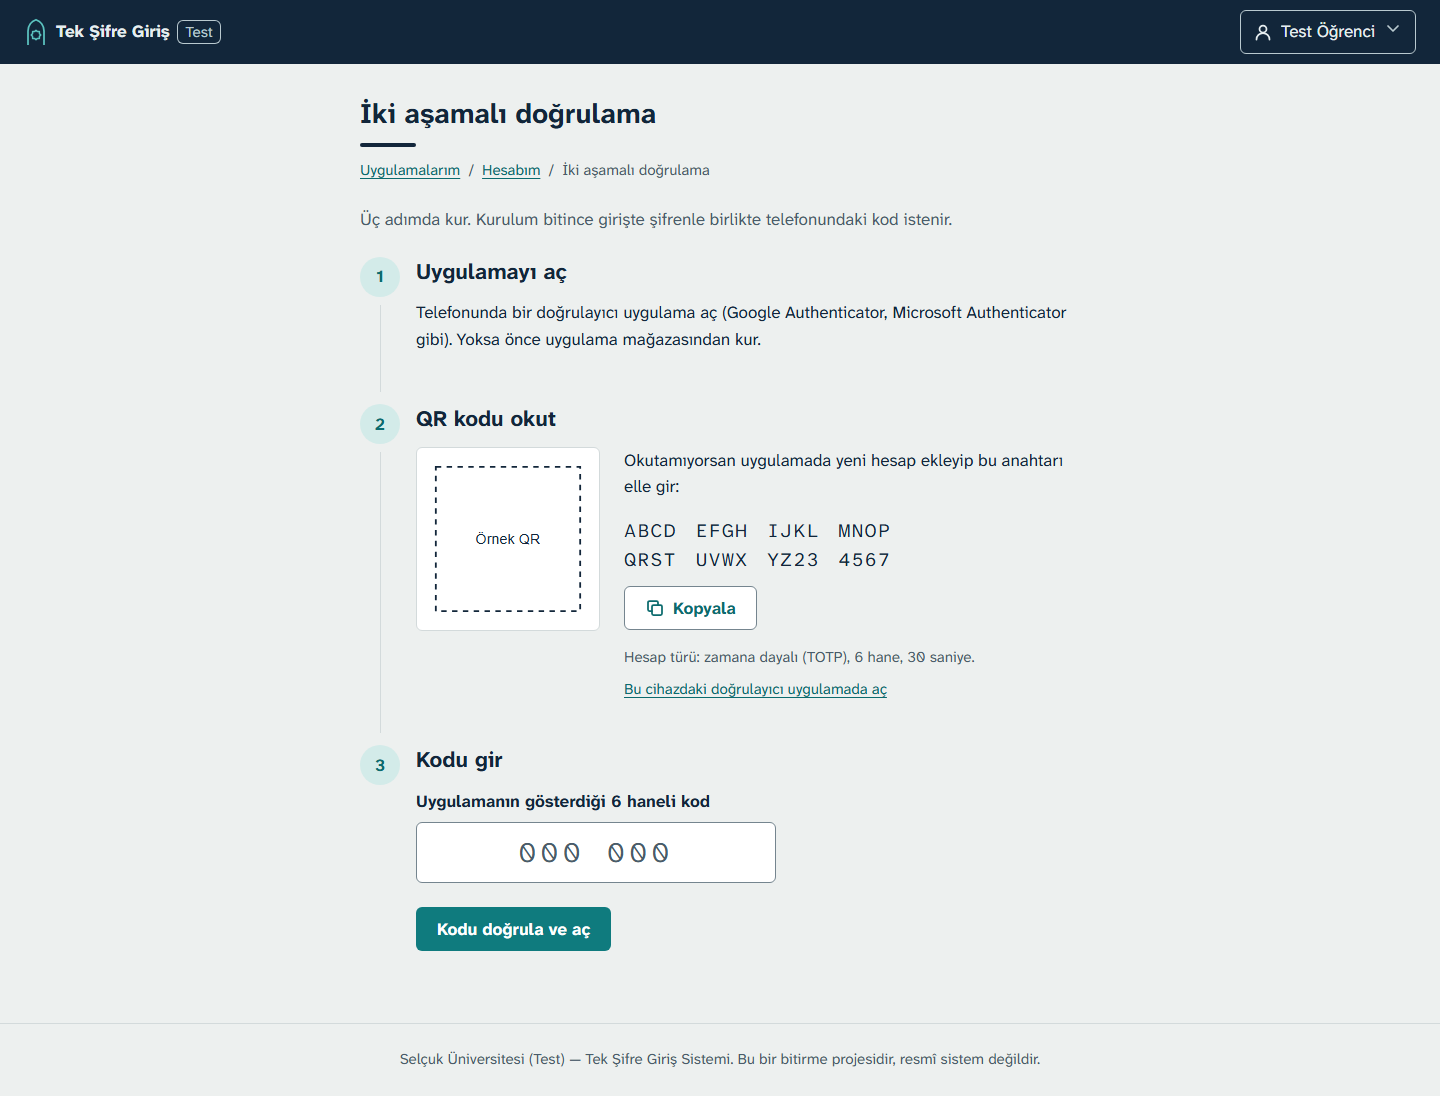 Tek Şifre Giriş Test
Test Öğrenci
İki aşamalı doğrulama
Uygulamalarım / Hesabım / İki aşamalı doğrulama
Üç adımda kur. Kurulum bitince girişte şifrenle birlikte telefonundaki kod istenir.
1 Uygulamayı aç
Telefonunda bir doğrulayıcı uygulama aç (Google Authenticator, Microsoft Authenticator
gibi). Yoksa önce uygulama mağazasından kur.
2 QR kodu okut
Örnek QR
Okutamıyorsan uygulamada yeni hesap ekleyip bu anahtarı
elle gir:
ABCD EFGH IJKL MNOP
QRST UVWX YZ23 4567
Kopyala
Hesap türü: zamana dayalı (TOTP), 6 hane, 30 saniye.
Bu cihazdaki doğrulayıcı uygulamada aç
3 Kodu gir
Uygulamanın gösterdiği 6 haneli kod
000 000
Kodu doğrula ve aç
Selçuk Üniversitesi (Test) — Tek Şifre Giriş Sistemi. Bu bir bitirme projesidir, resmî sistem değildir.